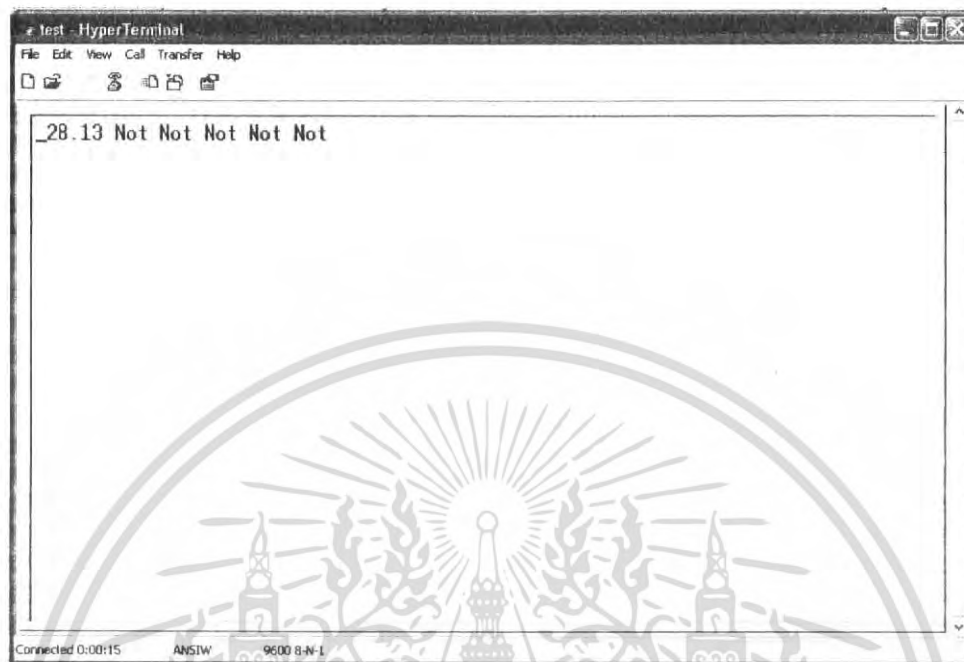 test - HyperTerminal
File Edit View Call Transfer Help
_28.13 Not Not Not Not Not
Connected 0:00:15 ANSIW 9600 8-N-1